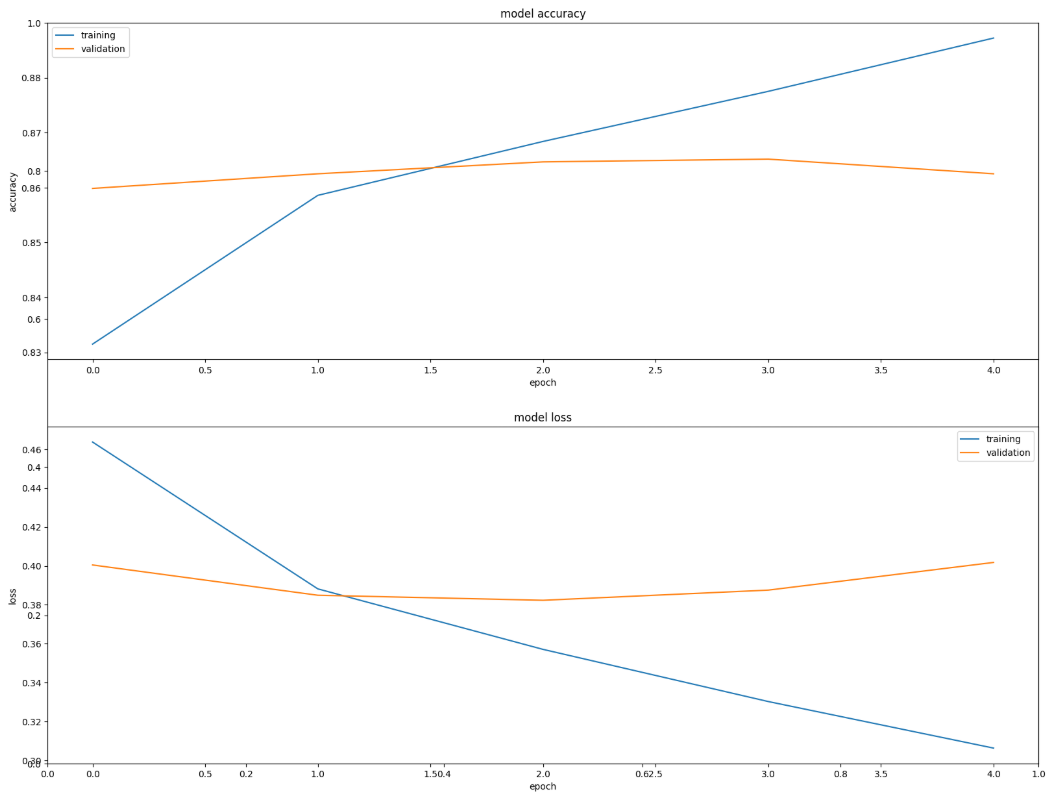 model accuracy
1.0
training
validation
0.88
0.87
0.8
0.86
accuracy
0.85
0.84
0.6
0.83
0.0 0.5 1.0 1.5 2.0 2.5 3.0 3.5 4.0
epoch
model loss
training
validation
0.46
0.4
0.44
0.42
0.40
loss
0.38
0.2
0.36
0.34
0.32
0.30
0.0
0.0 0.0 0.5 0.2 1.0 1.5 0.4 2.0 0.6 2.5 3.0 0.8 3.5 4.0 1.0
epoch